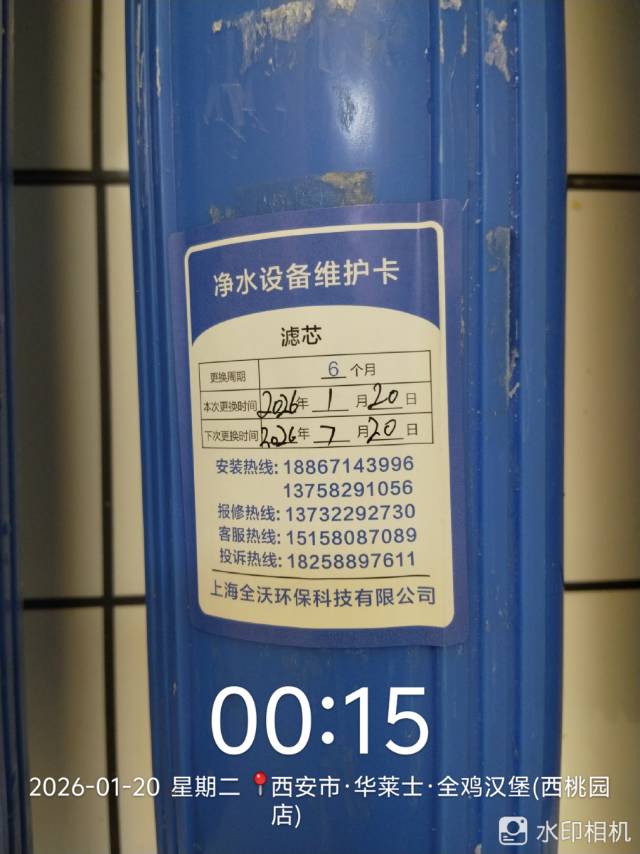 净水设备维护卡
滤芯
更换周期 6 个月
本次更换时间 2026年 1 月 20 日
下次更换时间 2026年 7 月 20 日
安装热线: 18867143996
13758291056
报修热线: 13732292730
客服热线: 15158087089
投诉热线: 18258897611
上海全沃环保科技有限公司
00:15
2026-01-20 星期二 📍西安市·华莱士·全鸡汉堡(西桃园
店)
水印相机